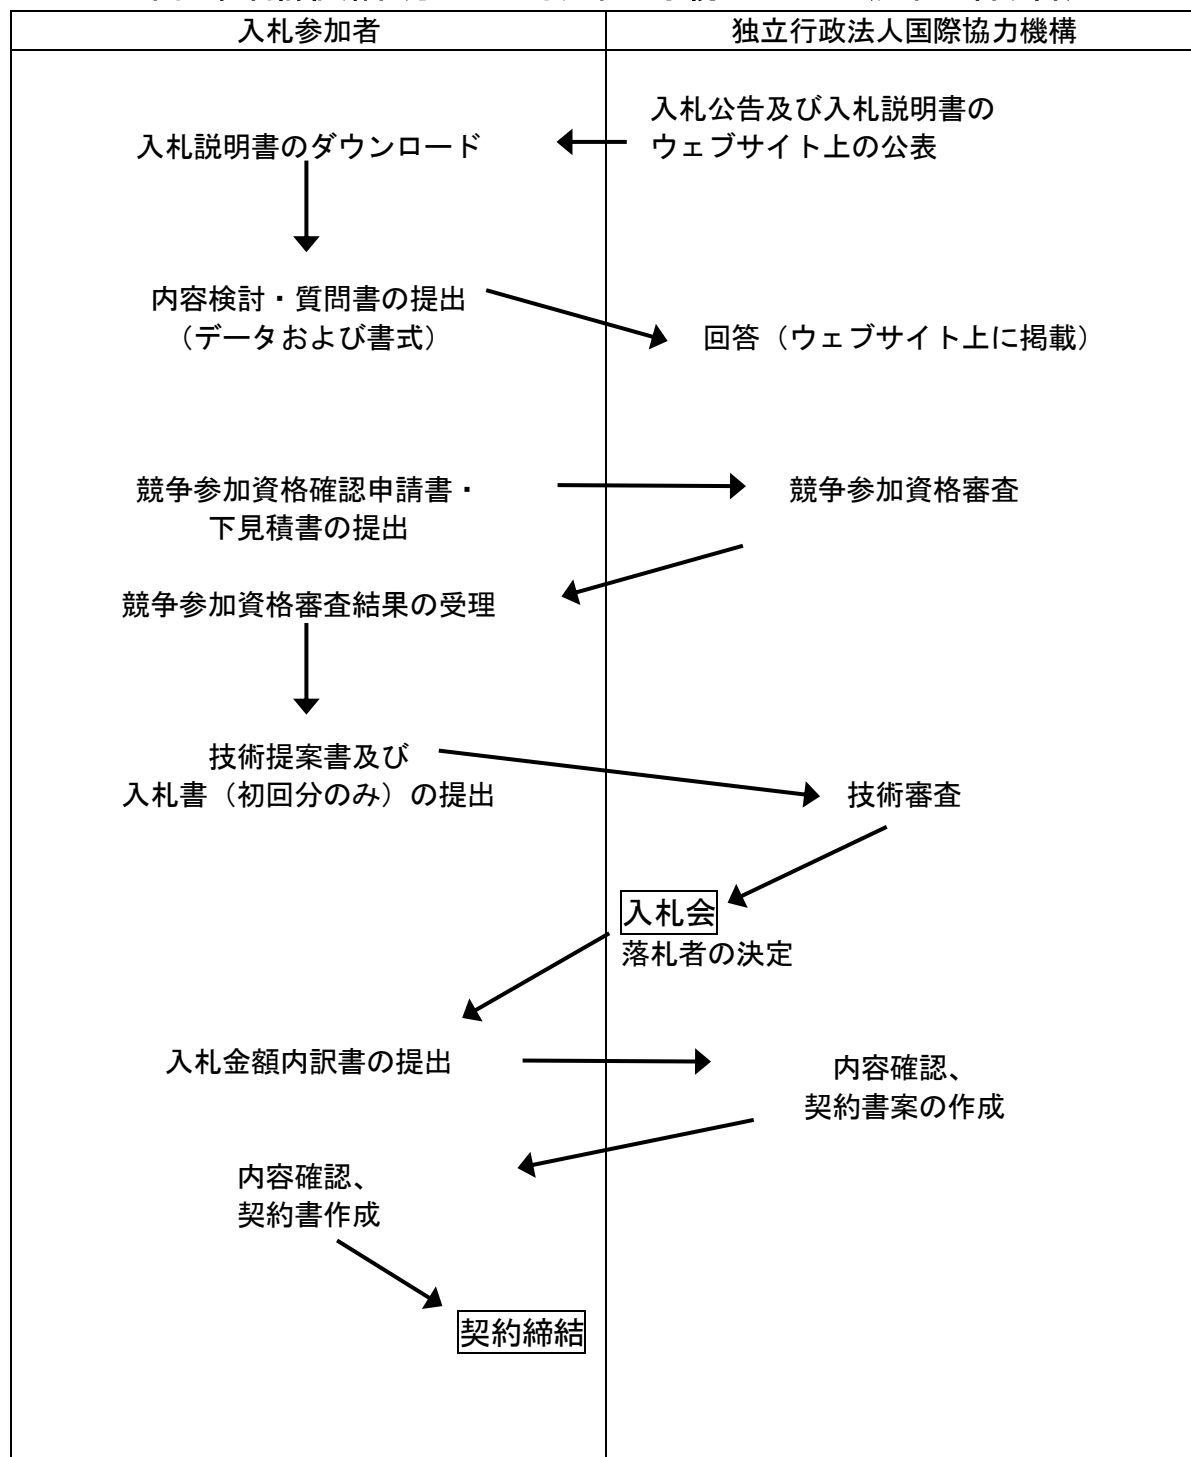 入札参加者
独立行政法人国際協力機構
入札公告及び入札説明書の
ウェブサイト上の公表
入札説明書のダウンロード
内容検討・質問書の提出
（データおよび書式）
回答（ウェブサイト上に掲載）
競争参加資格確認申請書・
下見積書の提出
競争参加資格審査
競争参加資格審査結果の受理
技術提案書及び
入札書（初回分のみ）の提出
技術審査
入札会
落札者の決定
入札金額内訳書の提出
内容確認、
契約書案の作成
内容確認、
契約書作成
契約締結